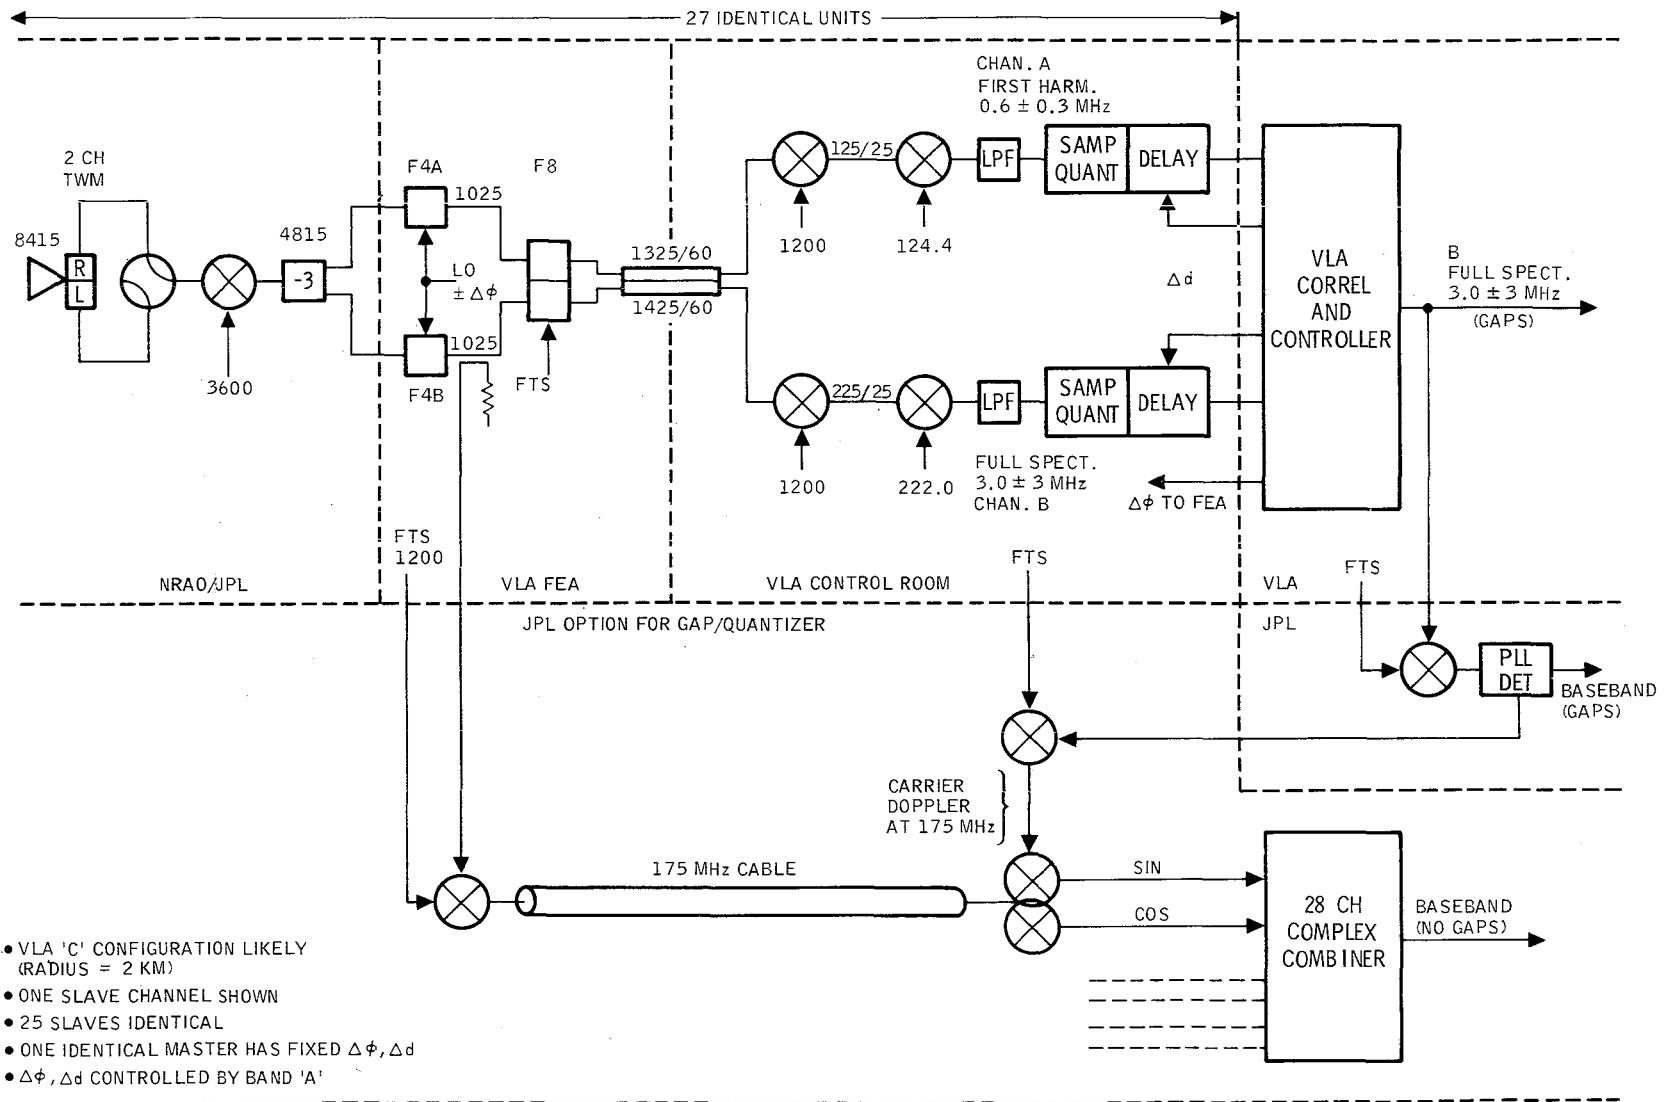 27 IDENTICAL UNITS
CHAN. A
FIRST HARM.
0.6 ± 0.3 MHz
2 CH
TWM
8415
R
L
3600
4815
-3
F4A
1025
LO
± Δϕ
1025
F4B
F8
FTS
1325/60
1425/60
125/25
1200
124.4
LPF
SAMP
QUANT
DELAY
Δd
225/25
1200
222.0
LPF
SAMP
QUANT
DELAY
FULL SPECT.
3.0 ± 3 MHz
CHAN. B
Δϕ TO FEA
VLA
CORREL
AND
CONTROLLER
B
FULL SPECT.
3.0 ± 3 MHz
(GAPS)
FTS
1200
FTS
FTS
NRAO/JPL
VLA FEA
VLA CONTROL ROOM
VLA
JPL OPTION FOR GAP/QUANTIZER
JPL
PLL
DET
BASEBAND
(GAPS)
CARRIER
DOPPLER
AT 175 MHz
175 MHz CABLE
SIN
COS
28 CH
COMPLEX
COMBINER
BASEBAND
(NO GAPS)
• VLA 'C' CONFIGURATION LIKELY
(RADIUS = 2 KM)
• ONE SLAVE CHANNEL SHOWN
• 25 SLAVES IDENTICAL
• ONE IDENTICAL MASTER HAS FIXED Δϕ, Δd
• Δϕ, Δd CONTROLLED BY BAND 'A'